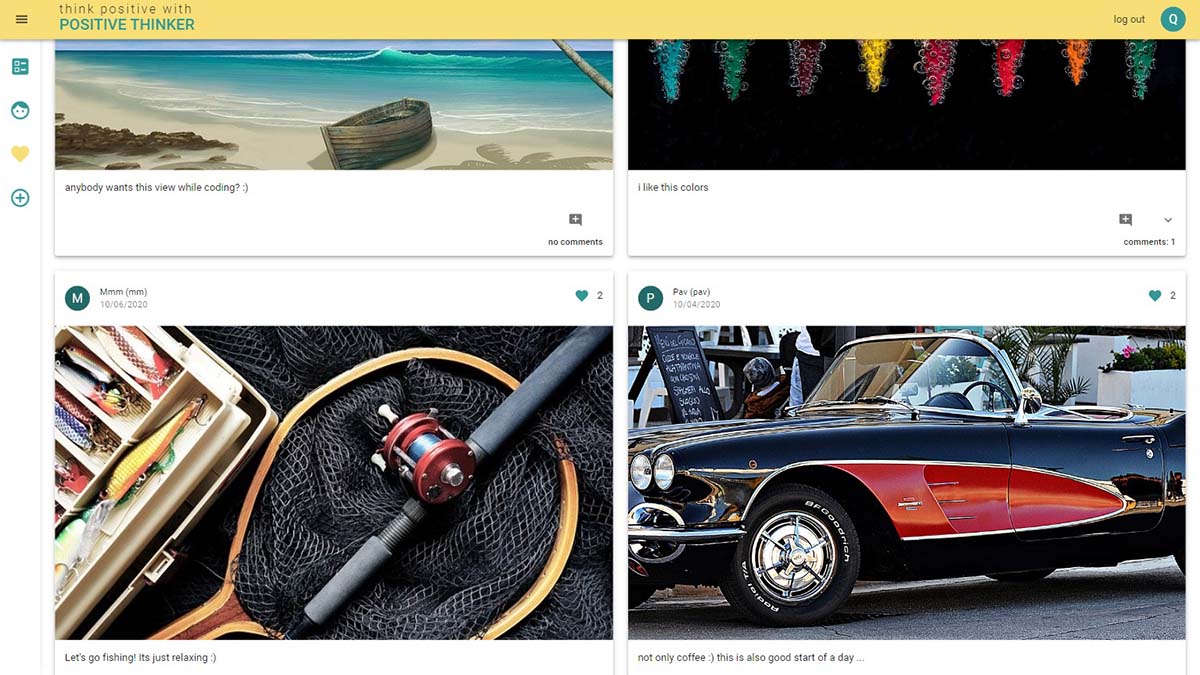 think positive with
POSITIVE THINKER
log out
Q
anybody wants this view while coding? :)
no comments
i like this colors
comments: 1
M
Mmm (mm)
10/06/2020
2
Let's go fishing! Its just relaxing :)
P
Pav (pav)
10/04/2020
2
BFGoodrich
Radial T/A
not only coffee :) this is also good start of a day ...